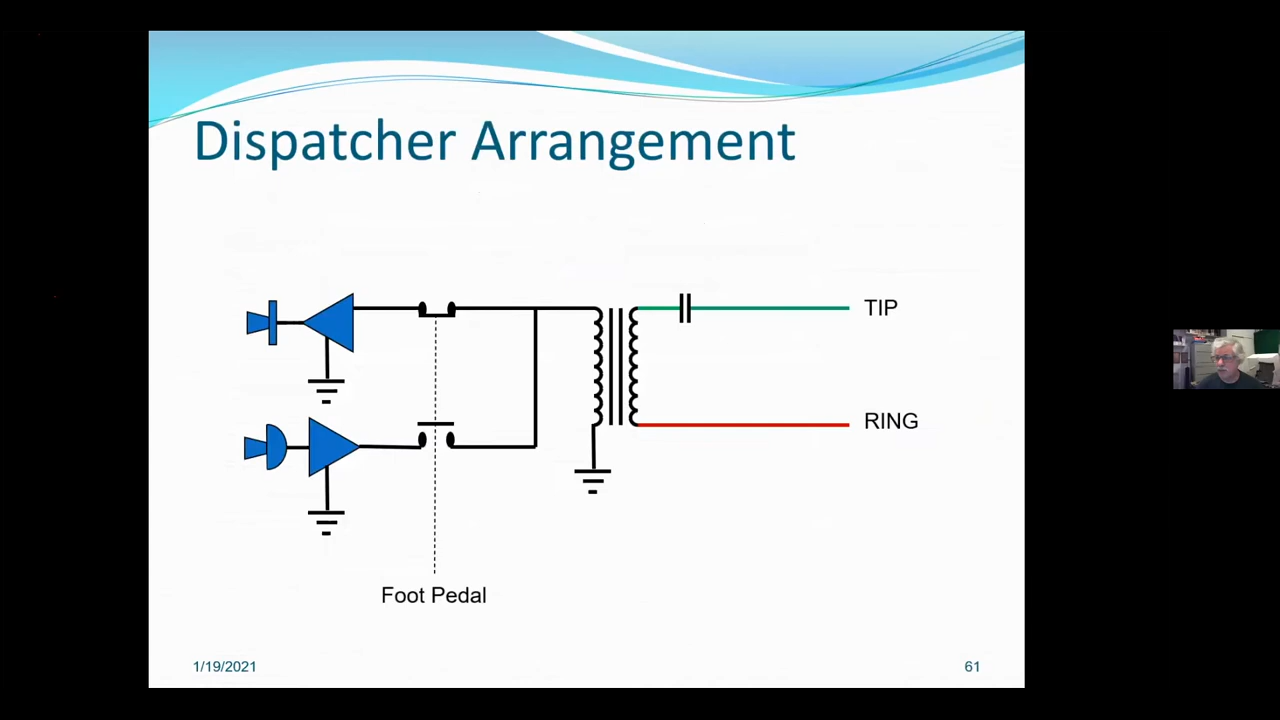 Dispatcher Arrangement
TIP
RING
Foot Pedal
1/19/2021
61